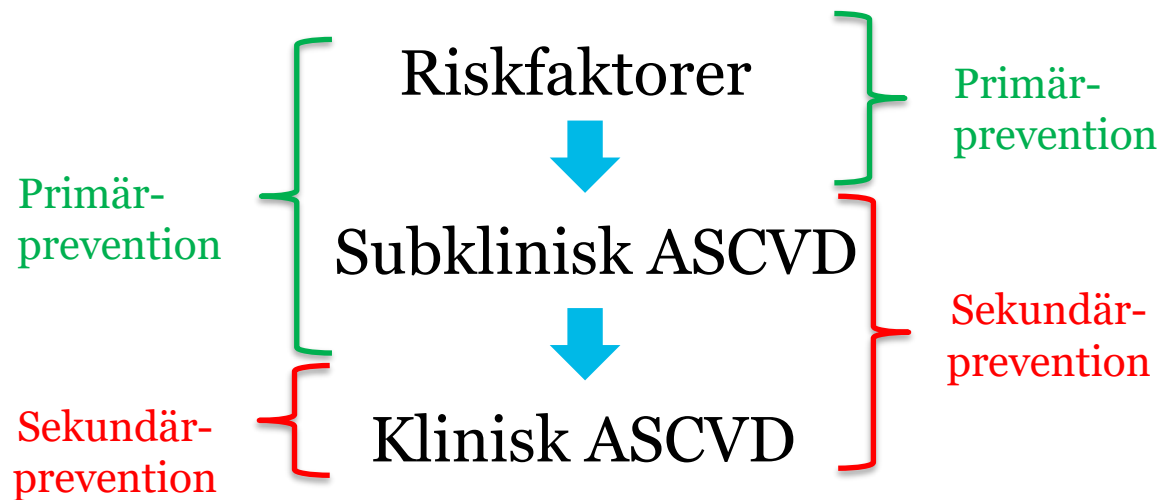 Riskfaktorer
Primär-
prevention
Primär-
prevention
Subklinisk ASCVD
Sekundär-
prevention
Sekundär-
prevention
Klinisk ASCVD